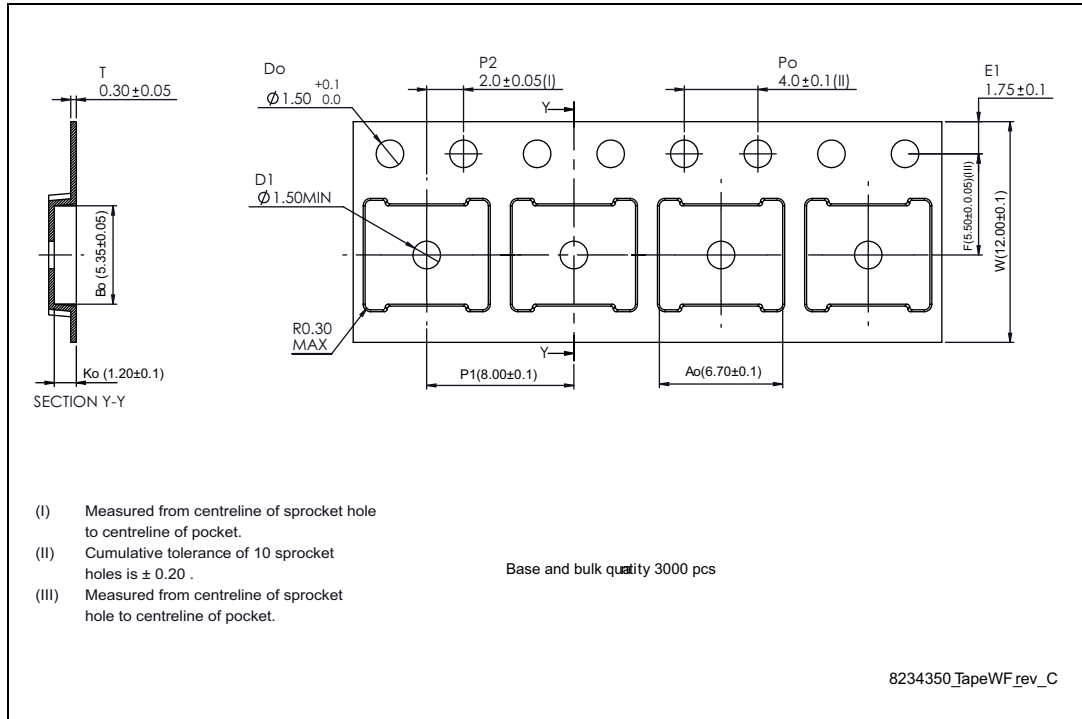 T
0.30±0.05
Do
Ø1.50 +0.1 0.0
P2
2.0±0.05(I)
Po
4.0±0.1(II)
E1
1.75±0.1
Y
D1
Ø1.50MIN
Bo (5.35±0.05)
F(5.50±0.0.05)(III)
W(12.00±0.1)
R0.30
MAX
Y
Ko (1.20±0.1)
P1(8.00±0.1)
Ao(6.70±0.1)
SECTION Y-Y
(I) Measured from centreline of sprocket hole
to centreline of pocket.
(II) Cumulative tolerance of 10 sprocket
holes is ± 0.20 .
(III) Measured from centreline of sprocket
hole to centreline of pocket.
Base and bulk quatity 3000 pcs
8234350_TapeWF_rev_C